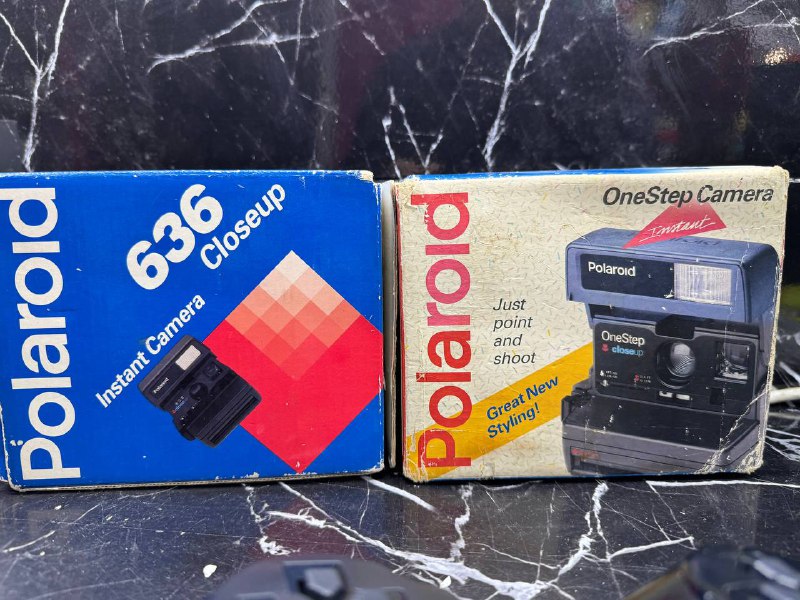 Polaroid
636
Closeup
Instant Camera
Polaroid
Polaroid
OneStep Camera
Instant
Just
point
and
shoot
Great New
Styling!
Polaroid
OneStep
closeup